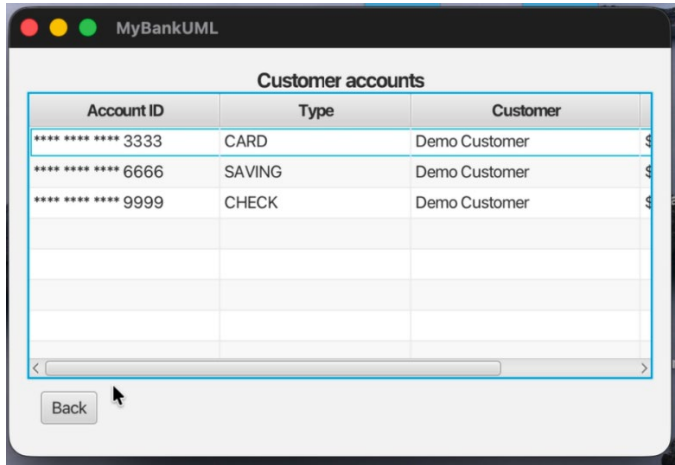 MyBankUML
Customer accounts
Account ID Type Customer
**** **** **** 3333 CARD Demo Customer $
**** **** **** 6666 SAVING Demo Customer $
**** **** **** 9999 CHECK Demo Customer $
Back